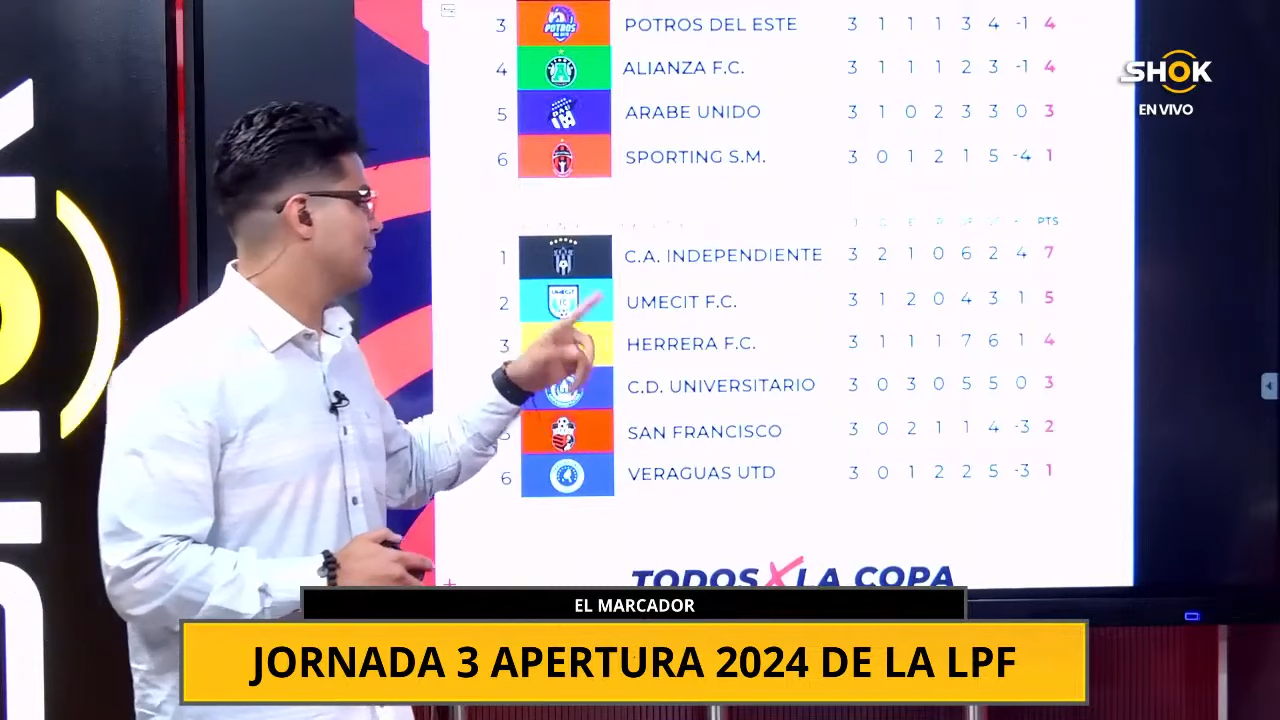 3 POTROS DEL ESTE 3 1 1 1 3 4 -1 4
4 ALIANZA F.C. 3 1 1 1 2 3 -1 4
5 ARABE UNIDO 3 1 0 2 3 3 0 3
6 SPORTING S.M. 3 0 1 2 1 5 -4 1
PTS
1 C.A. INDEPENDIENTE 3 2 1 0 6 2 4 7
2 UMECIT F.C. 3 1 2 0 4 3 1 5
3 HERRERA F.C. 3 1 1 1 7 6 1 4
C.D. UNIVERSITARIO 3 0 3 0 5 5 0 3
SAN FRANCISCO 3 0 2 1 1 4 -3 2
6 VERAGUAS UTD 3 0 1 2 2 5 -3 1
TODOS X LA COPA
SHOK
EN VIVO
EL MARCADOR
JORNADA 3 APERTURA 2024 DE LA LPF